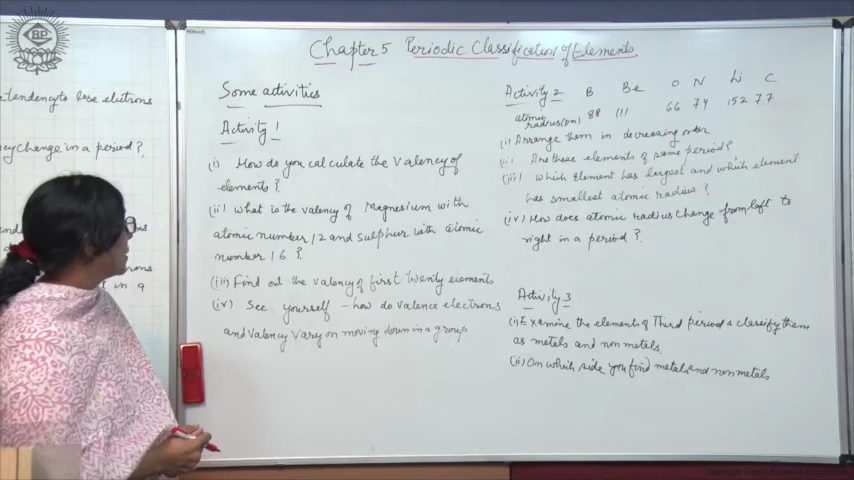 BP
Chapter 5 Periodic Classification of Elements
tendency to lose elctrons
change in a period?
Some activities
Activity 1
(i) How do you calculate the valency of
elements?
(ii) what is the valency of Magnesium with
atomic number 12 and Sulphur with atomic
number 16?
(iii) Find out the valency of first twenty elements
(iv) See yourself - how do valence electrons
and valency vary on moving down in a group
Activity 2 B Be O N Li C
atomic radius(pm) 88 111 66 74 152 77
(i) Arrange them in decreasing order
(ii) Are these elements of same period?
(iii) which element has largest and which element
has smallest atomic radius?
(iv) How does atomic radius change from left to
right in a period?
Activity 3
(i) Examine the elements of Third period & classify them
as metals and non metals
(ii) On which side you find metals and non metals